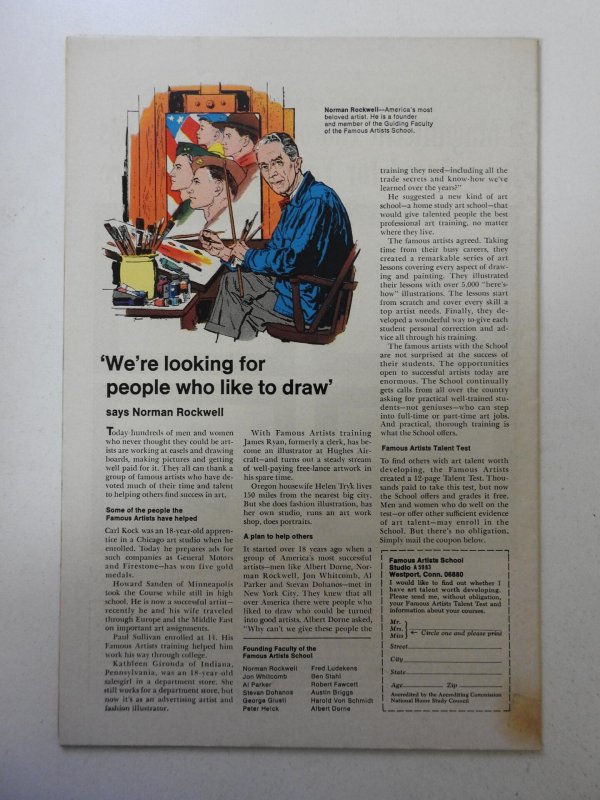 Norman Rockwell—America's most
beloved artist. He is a founder
and member of the Guiding Faculty
of the Famous Artists School.
'We're looking for
people who like to draw'
says Norman Rockwell
Today hundreds of men and women
who never thought they could be art-
ists are working at easels and drawing
boards, making pictures and getting
well paid for it. They all can thank a
group of famous artists who have de-
voted much of their time and talent
to helping others find success in art.
Some of the people the
Famous Artists have helped
Carl Kock was an 18-year-old appren-
tice in a Chicago art studio when he
enrolled. Today he prepares ads for
such companies as General Motors
and Firestone—has won five gold
medals.
Howard Sanden of Minneapolis
took the Course while still in high
school. He is now a successful artist—
recently he and his wife traveled
through Europe and the Middle East
on important art assignments.
Paul Sullivan enrolled at 14. His
Famous Artists training helped him
work his way through college.
Kathleen Gironda of Indiana,
Pennsylvania, was an 18-year-old
salesgirl in a department store. She
still works for a department store, but
now it's as an advertising artist and
fashion illustrator.
With Famous Artists training
James Ryan, formerly a clerk, has be-
come an illustrator at Hughes Air-
craft—and turns out a steady stream
of well-paying free-lance artwork in
his spare time.
Oregon housewife Helen Tryk lives
150 miles from the nearest big city.
But she does fashion illustration, has
her own studio, runs an art work
shop, does portraits.
A plan to help others
It started over 18 years ago when a
group of America's most successful
artists—men like Albert Dorne, Nor-
man Rockwell, Jon Whitcomb, Al
Parker and Stevan Dohanos—met in
New York City. They knew that all
over America there were people who
liked to draw who could be turned
into good artists. Albert Dorne asked,
"Why can't we give these people the
Founding Faculty of the
Famous Artists School
Norman Rockwell
Jon Whitcomb
Al Parker
Stevan Dohanos
George Giusti
Peter Helck
Fred Ludekens
Ben Stahl
Robert Fawcett
Austin Briggs
Harold Von Schmidt
Albert Dorne
training they need—including all the
trade secrets and know-how we've
learned over the years?"
He suggested a new kind of art
school—a home study art school—that
would give talented people the best
professional art training, no matter
where they live.
The famous artists agreed. Taking
time from their busy careers, they
created a remarkable series of art
lessons covering every aspect of draw-
ing and painting. They illustrated
their lessons with over 5,000 "here's-
how" illustrations. The lessons start
from scratch and cover every skill a
top artist needs. Finally, they de-
veloped a wonderful way to give each
student personal correction and ad-
vice all through his training.
The famous artists with the School
are not surprised at the success of
their students. The opportunities
open to successful artists today are
enormous. The School continually
gets calls from all over the country
asking for practical well-trained stu-
dents—not geniuses—who can step
into full-time or part-time art jobs.
And practical, thorough training is
what the School offers.
Famous Artists Talent Test
To find others with art talent worth
developing, the Famous Artists
created a 12-page Talent Test. Thou-
sands paid to take this test, but now
the School offers and grades it free.
Men and women who do well on the
test—or offer other sufficient evidence
of art talent—may enroll in the
School. But there's no obligation.
Simply mail the coupon below.
Famous Artists School
Studio A 5983
Westport, Conn. 06880
I would like to find out whether I
have art talent worth developing.
Please send me, without obligation,
your Famous Artists Talent Test and
information about your courses.
Mr.
Mrs. ← Circle one and please print
Miss
Street
City
State
Age Zip
Accredited by the Accrediting Commission
National Home Study Council